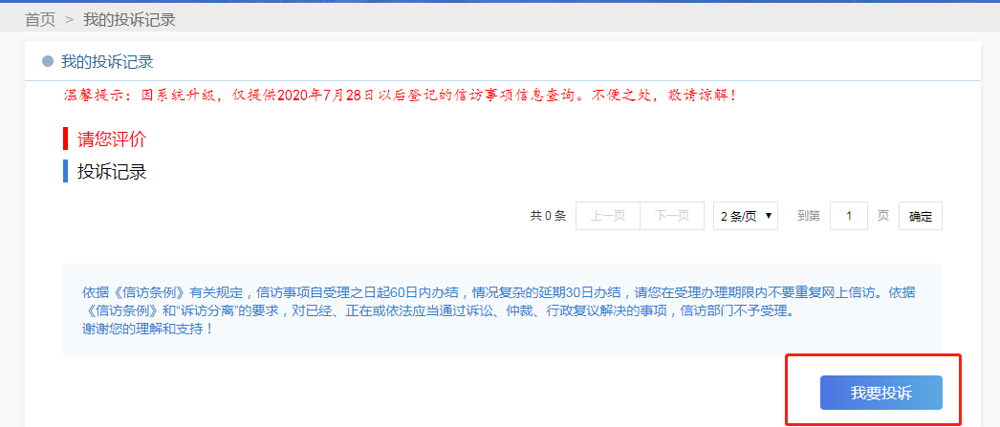 首页 > 我的投诉记录
我的投诉记录
温馨提示：因系统升级，仅提供2020年7月28日以后登记的信访事项信息查询。不便之处，敬请谅解！
请您评价
投诉记录
共 0 条 上一页 下一页 2 条/页 到第 1 页 确定
依据《信访条例》有关规定，信访事项自受理之日起60日内办结，情况复杂的延期30日办结，请您在受理办理期限内不要重复网上信访。依据
《信访条例》和“诉访分离”的要求，对已经、正在或依法应当通过诉讼、仲裁、行政复议解决的事项，信访部门不予受理。
谢谢您的理解和支持！
我要投诉